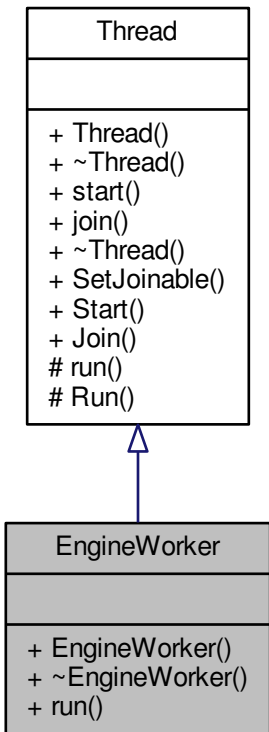 Thread
+ Thread()
+ ~Thread()
+ start()
+ join()
+ ~Thread()
+ SetJoinable()
+ Start()
+ Join()
# run()
# Run()
EngineWorker
+ EngineWorker()
+ ~EngineWorker()
+ run()